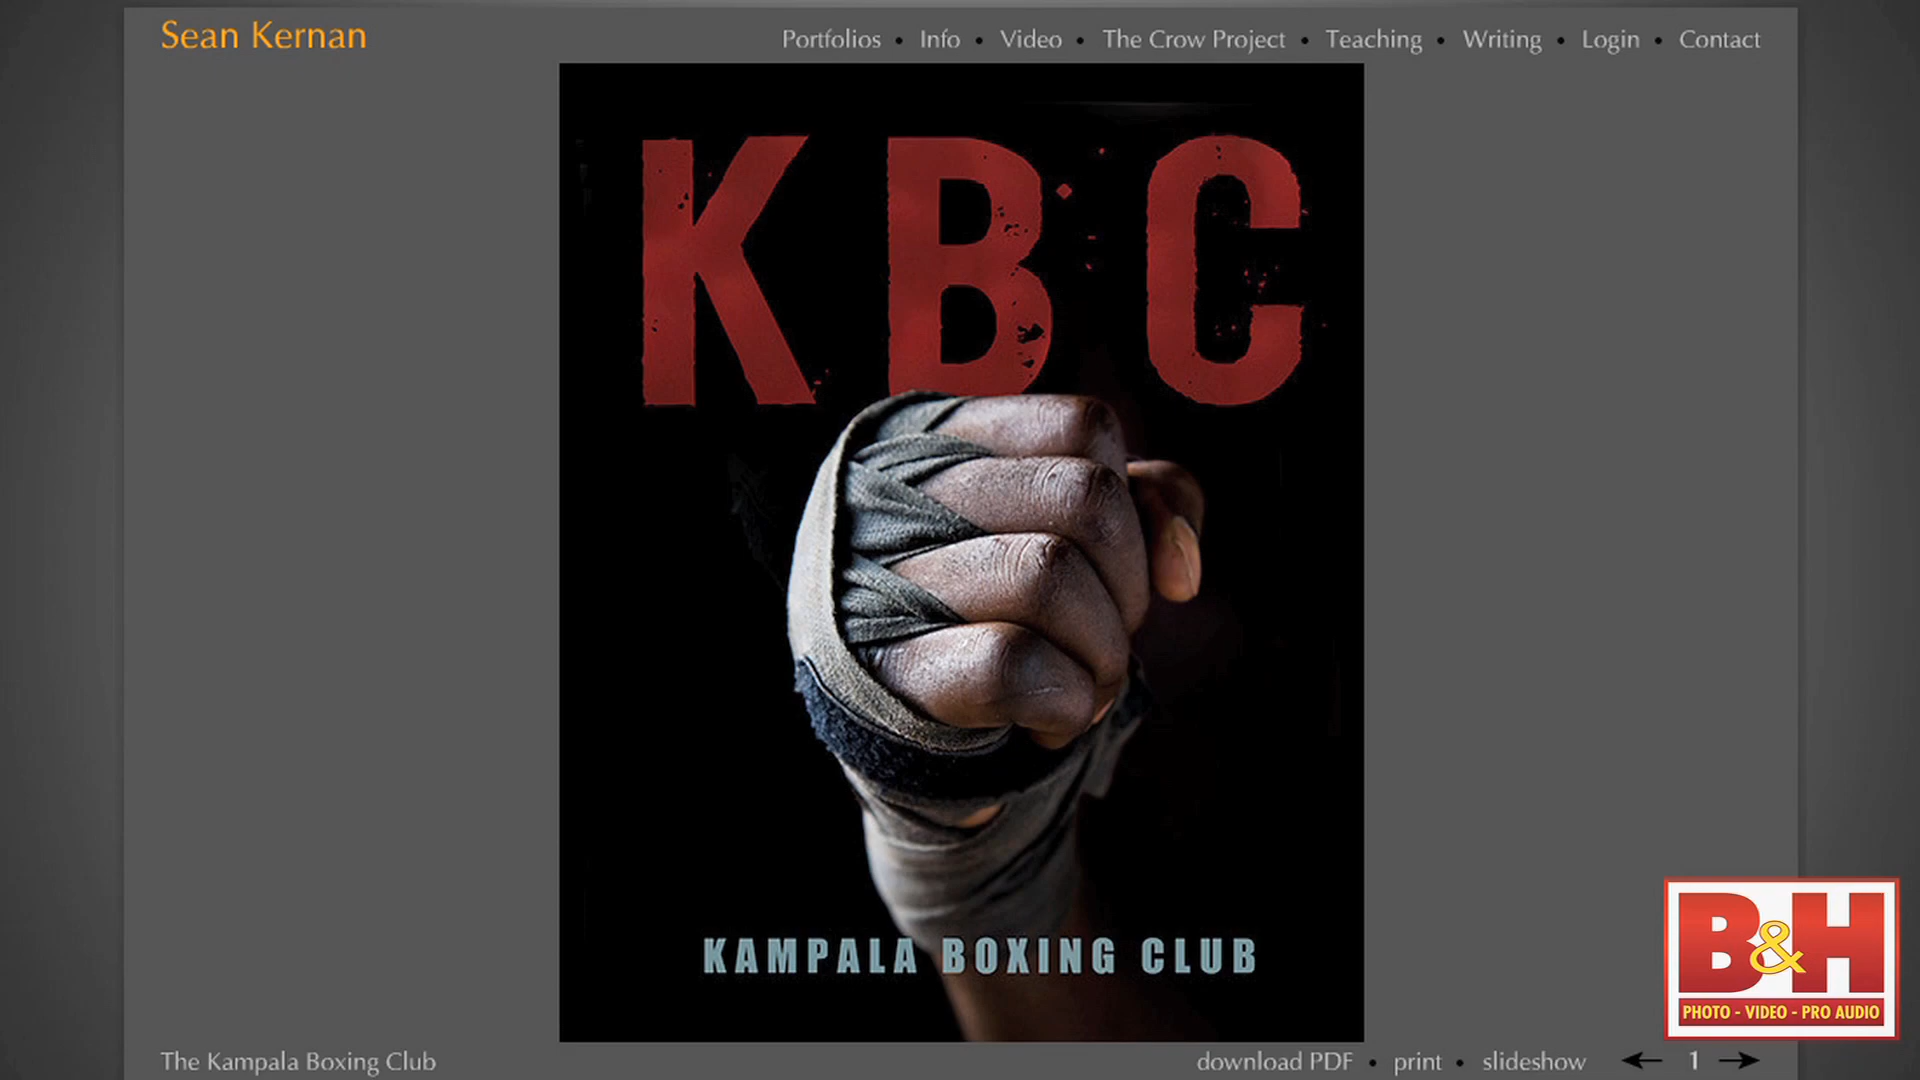 Sean Kernan
Portfolios • Info • Video • The Crow Project • Teaching • Writing • Login • Contact
KBC
KAMPALA BOXING CLUB
B&H
PHOTO - VIDEO - PRO AUDIO
The Kampala Boxing Club
download PDF • print • slideshow
1